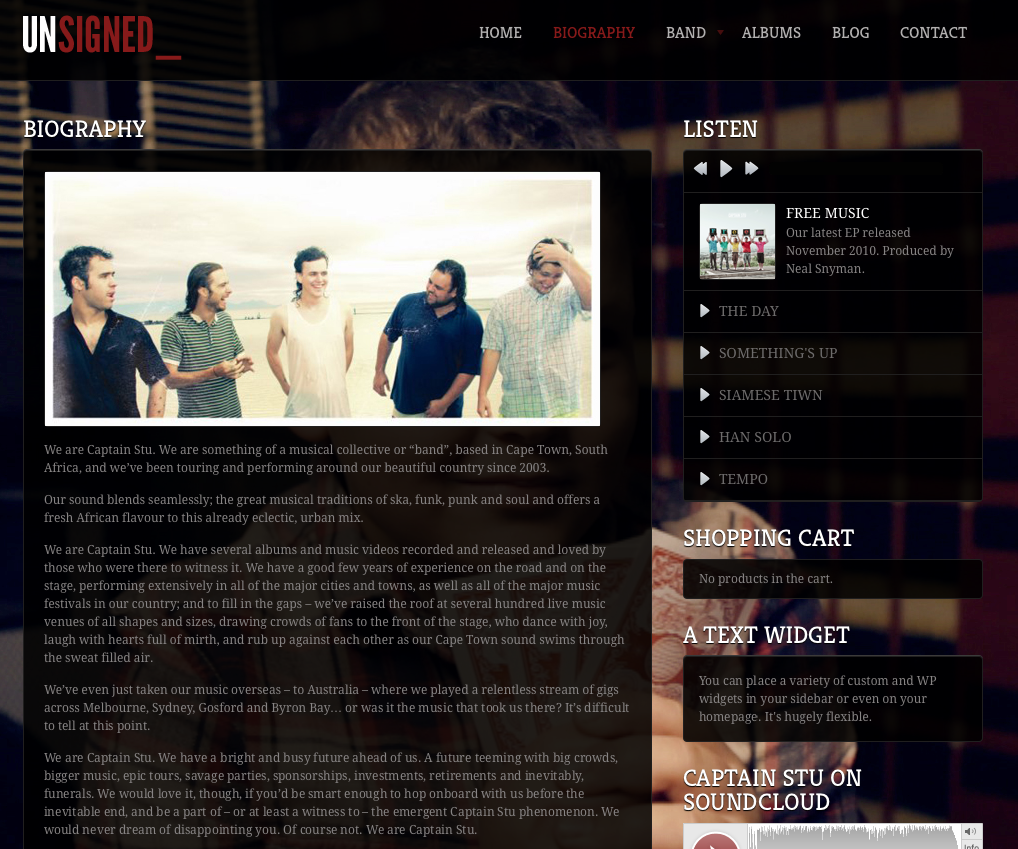 UNSIGNED_
HOME BIOGRAPHY BAND ALBUMS BLOG CONTACT
BIOGRAPHY
We are Captain Stu. We are something of a musical collective or “band”, based in Cape Town, South
Africa, and we’ve been touring and performing around our beautiful country since 2003.
Our sound blends seamlessly; the great musical traditions of ska, funk, punk and soul and offers a
fresh African flavour to this already eclectic, urban mix.
We are Captain Stu. We have several albums and music videos recorded and released and loved by
those who were there to witness it. We have a good few years of experience on the road and on the
stage, performing extensively in all of the major cities and towns, as well as all of the major music
festivals in our country; and to fill in the gaps – we’ve raised the roof at several hundred live music
venues of all shapes and sizes, drawing crowds of fans to the front of the stage, who dance with joy,
laugh with hearts full of mirth, and rub up against each other as our Cape Town sound swims through
the sweat filled air.
We’ve even just taken our music overseas – to Australia – where we played a relentless stream of gigs
across Melbourne, Sydney, Gosford and Byron Bay… or was it the music that took us there? It’s difficult
to tell at this point.
We are Captain Stu. We have a bright and busy future ahead of us. A future teeming with big crowds,
bigger music, epic tours, savage parties, sponsorships, investments, retirements and inevitably,
funerals. We would love it, though, if you’d be smart enough to hop onboard with us before the
inevitable end, and be a part of – or at least a witness to – the emergent Captain Stu phenomenon. We
would never dream of disappointing you. Of course not. We are Captain Stu.
LISTEN
FREE MUSIC
Our latest EP released
November 2010. Produced by
Neal Snyman.
THE DAY
SOMETHING'S UP
SIAMESE TIWN
HAN SOLO
TEMPO
SHOPPING CART
No products in the cart.
A TEXT WIDGET
You can place a variety of custom and WP
widgets in your sidebar or even on your
homepage. It's hugely flexible.
CAPTAIN STU ON
SOUNDCLOUD
Info